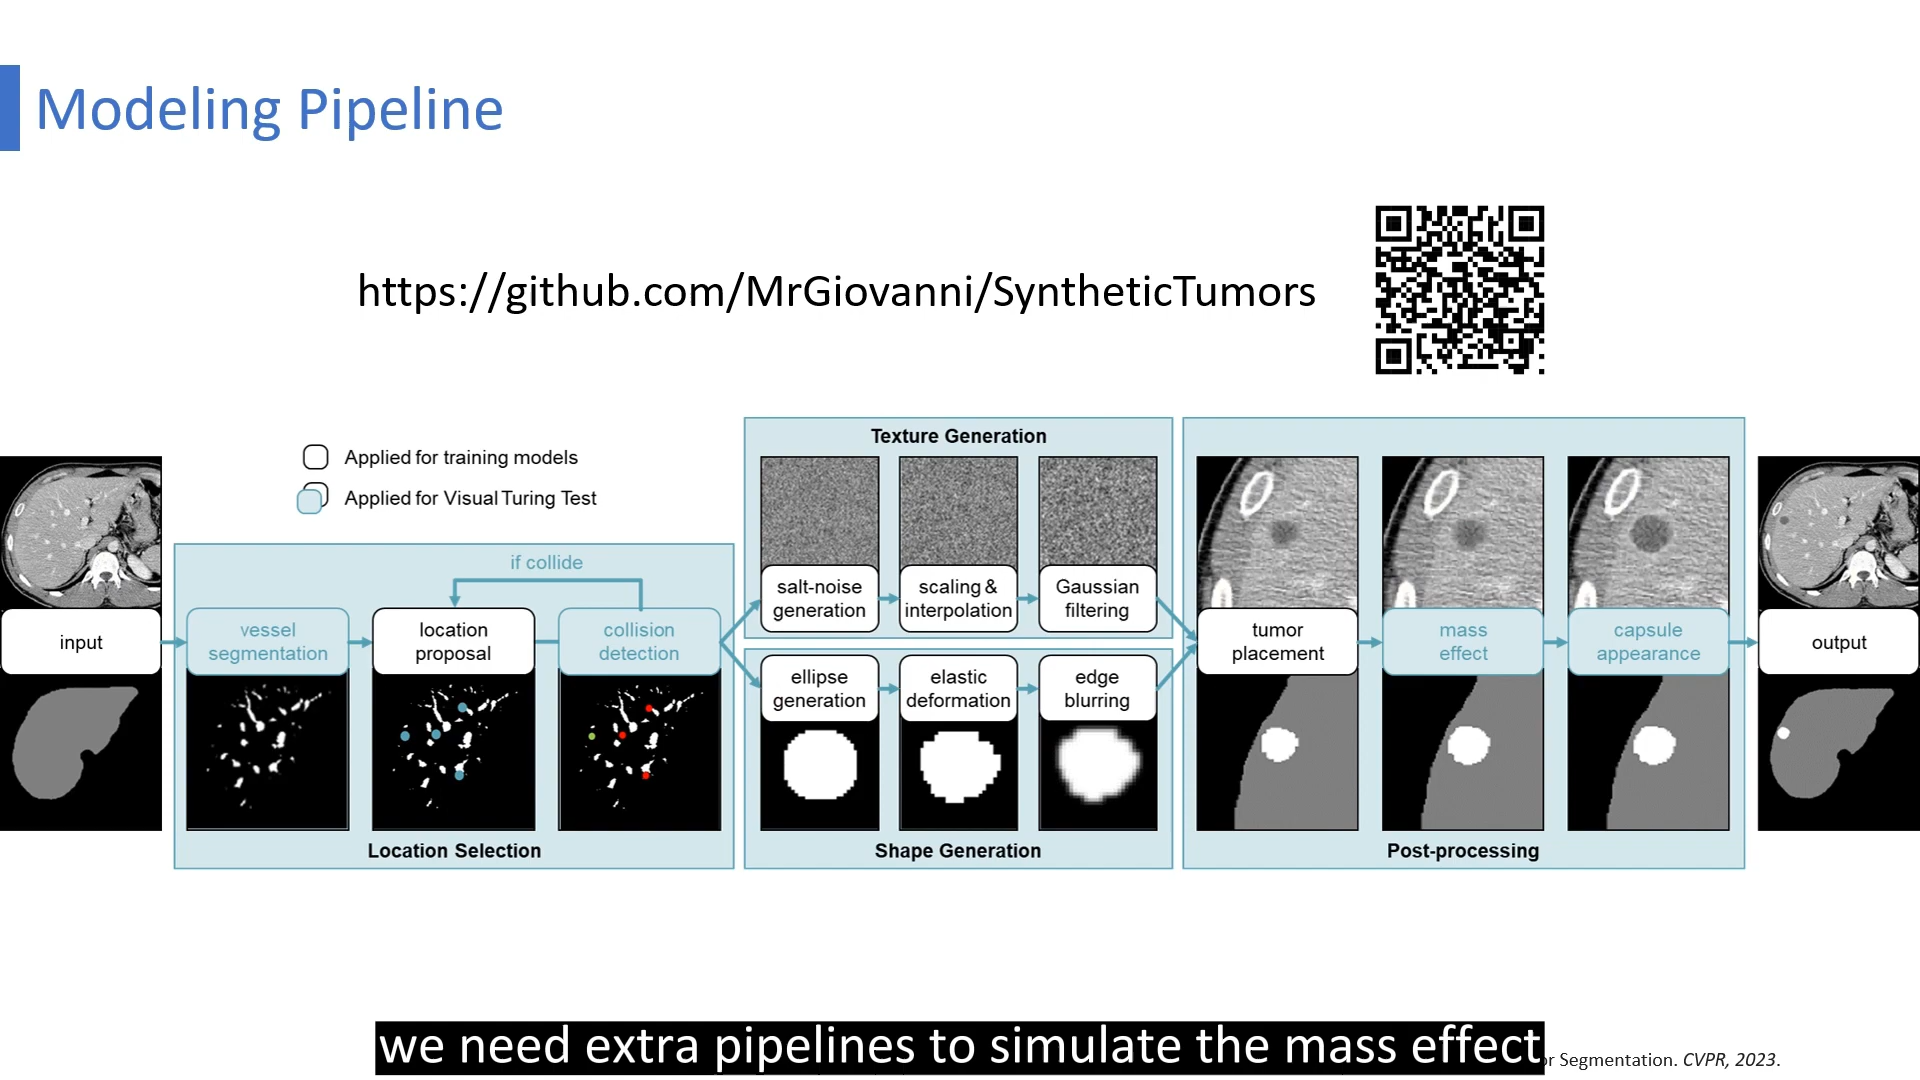 Modeling Pipeline
https://github.com/MrGiovanni/SyntheticTumors
Applied for training models
Applied for Visual Turing Test
input
if collide
vessel
segmentation
location
proposal
collision
detection
Location Selection
Texture Generation
salt-noise
generation
scaling &
interpolation
Gaussian
filtering
ellipse
generation
elastic
deformation
edge
blurring
Shape Generation
tumor
placement
mass
effect
capsule
appearance
Post-processing
output
we need extra pipelines to simulate the mass effect
Segmentation. CVPR, 2023.